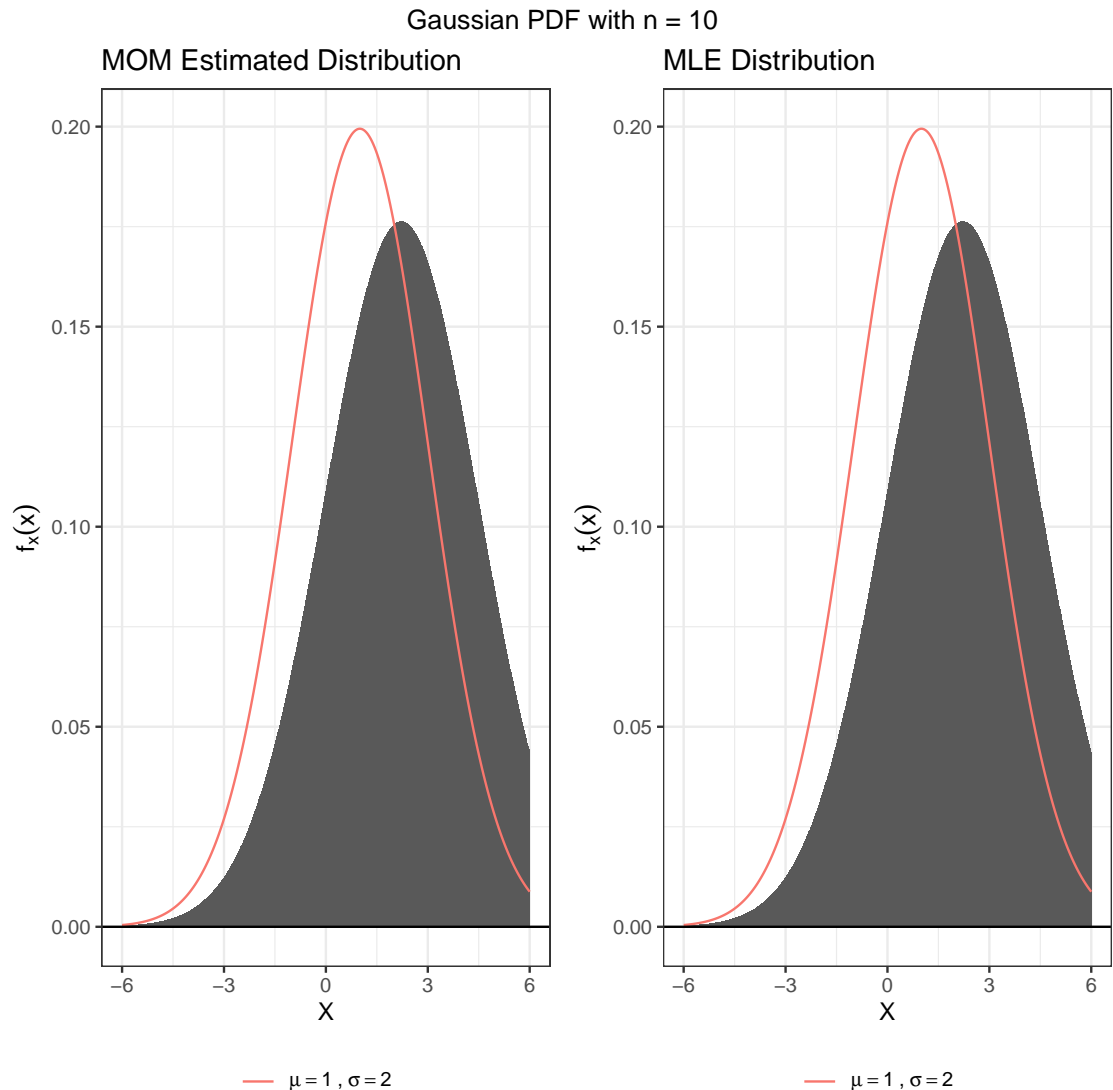 Gaussian PDF with n = 10
MOM Estimated Distribution
0.20
0.15
0.10
0.05
0.00
fx(x)
−6 −3 0 3 6
X
μ = 1 , σ = 2
MLE Distribution
0.20
0.15
0.10
0.05
0.00
fx(x)
−6 −3 0 3 6
X
μ = 1 , σ = 2